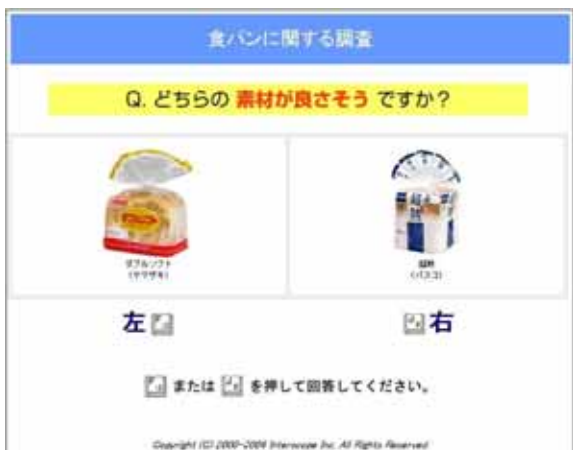 食パンに関する調査
Q. どちらの 素材が良さそう ですか？
ダブルソフト
（ヤマザキ）
超熟
（パスコ）
左
右
または を押して回答してください。
Copyright (C) 2000-2004 Interscope Inc. All Rights Reserved